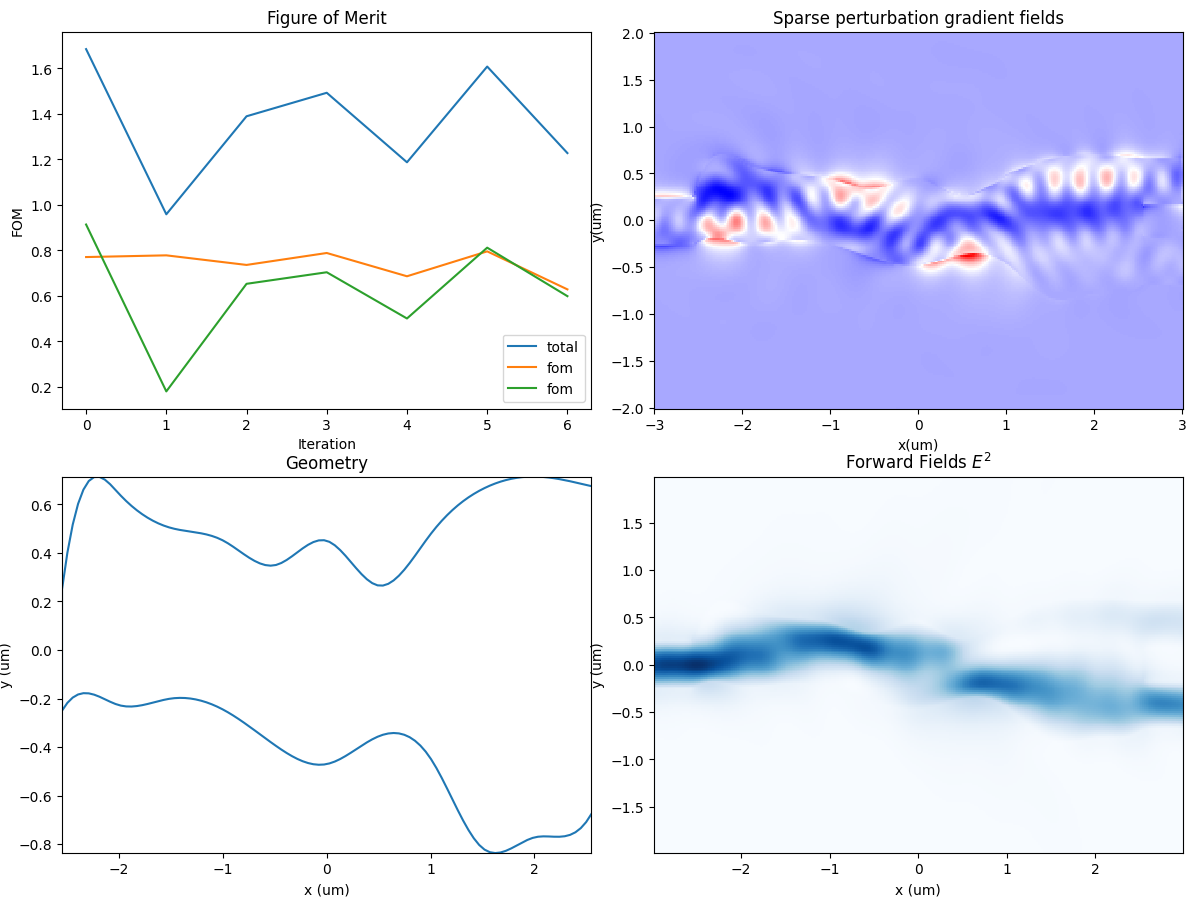 Figure of Merit
1.6
1.4
1.2
1.0
0.8
0.6
0.4
0.2
FOM
total
fom
fom
0 1 2 3 4 5 6
Iteration
Sparse perturbation gradient fields
2.0
1.5
1.0
0.5
0.0
−0.5
−1.0
−1.5
−2.0
y(um)
−3 −2 −1 0 1 2 3
x(um)
Geometry
0.6
0.4
0.2
0.0
−0.2
−0.4
−0.6
−0.8
y (um)
−2 −1 0 1 2
x (um)
Forward Fields E²
1.5
1.0
0.5
0.0
−0.5
−1.0
−1.5
y (um)
−2 −1 0 1 2
x (um)